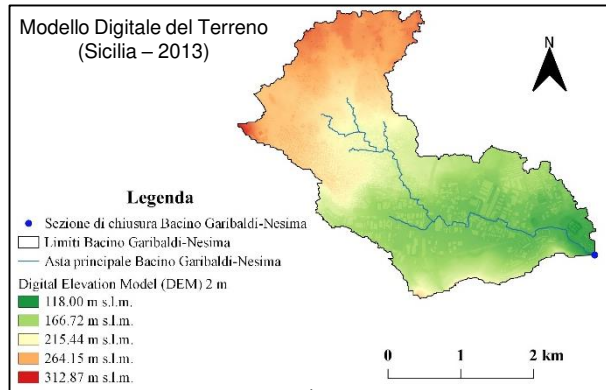 Modello Digitale del Terreno
(Sicilia – 2013)
N
Legenda
Sezione di chiusura Bacino Garibaldi-Nesima
Limiti Bacino Garibaldi-Nesima
Asta principale Bacino Garibaldi-Nesima
Digital Elevation Model (DEM) 2 m
118.00 m s.l.m.
166.72 m s.l.m.
215.44 m s.l.m.
264.15 m s.l.m.
312.87 m s.l.m.
0 1 2 km